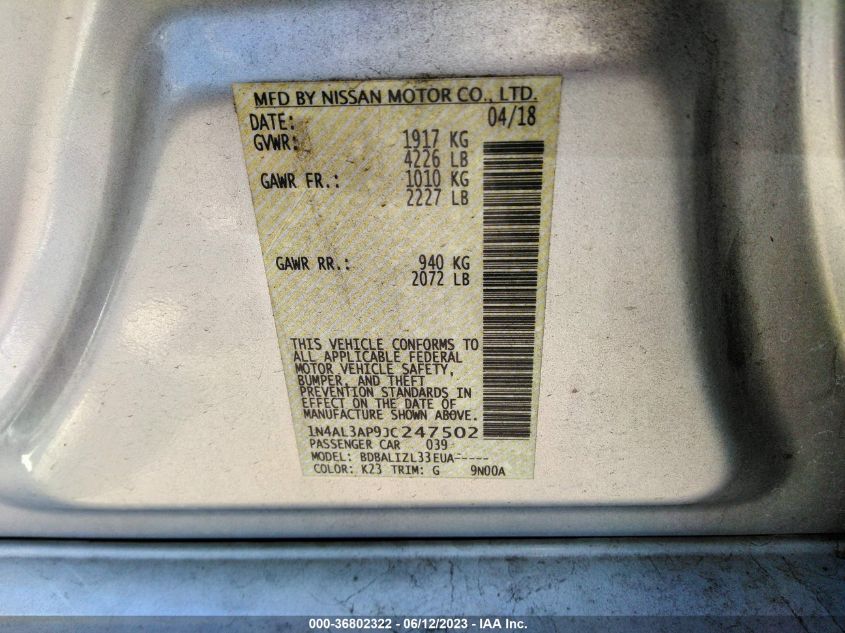 MFD BY NISSAN MOTOR CO., LTD.
DATE: 04/18
GVWR: 1917 KG
4226 LB
GAWR FR.: 1010 KG
2227 LB
GAWR RR.: 940 KG
2072 LB
THIS VEHICLE CONFORMS TO
ALL APPLICABLE FEDERAL
MOTOR VEHICLE SAFETY,
BUMPER, AND THEFT
PREVENTION STANDARDS IN
EFFECT ON THE DATE OF
MANUFACTURE SHOWN ABOVE.
1N4AL3AP9JC247502
PASSENGER CAR 039
MODEL: BDBALIZL33EUA-----
COLOR: K23 TRIM: G 9N00A
000-36802322 - 06/12/2023 - IAA Inc.